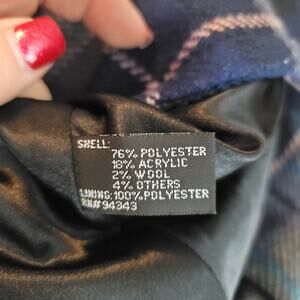 SHELL:
76% POLYESTER
18% ACRYLIC
2% WOOL
4% OTHERS
LINING:100%POLYESTER
RN#94343